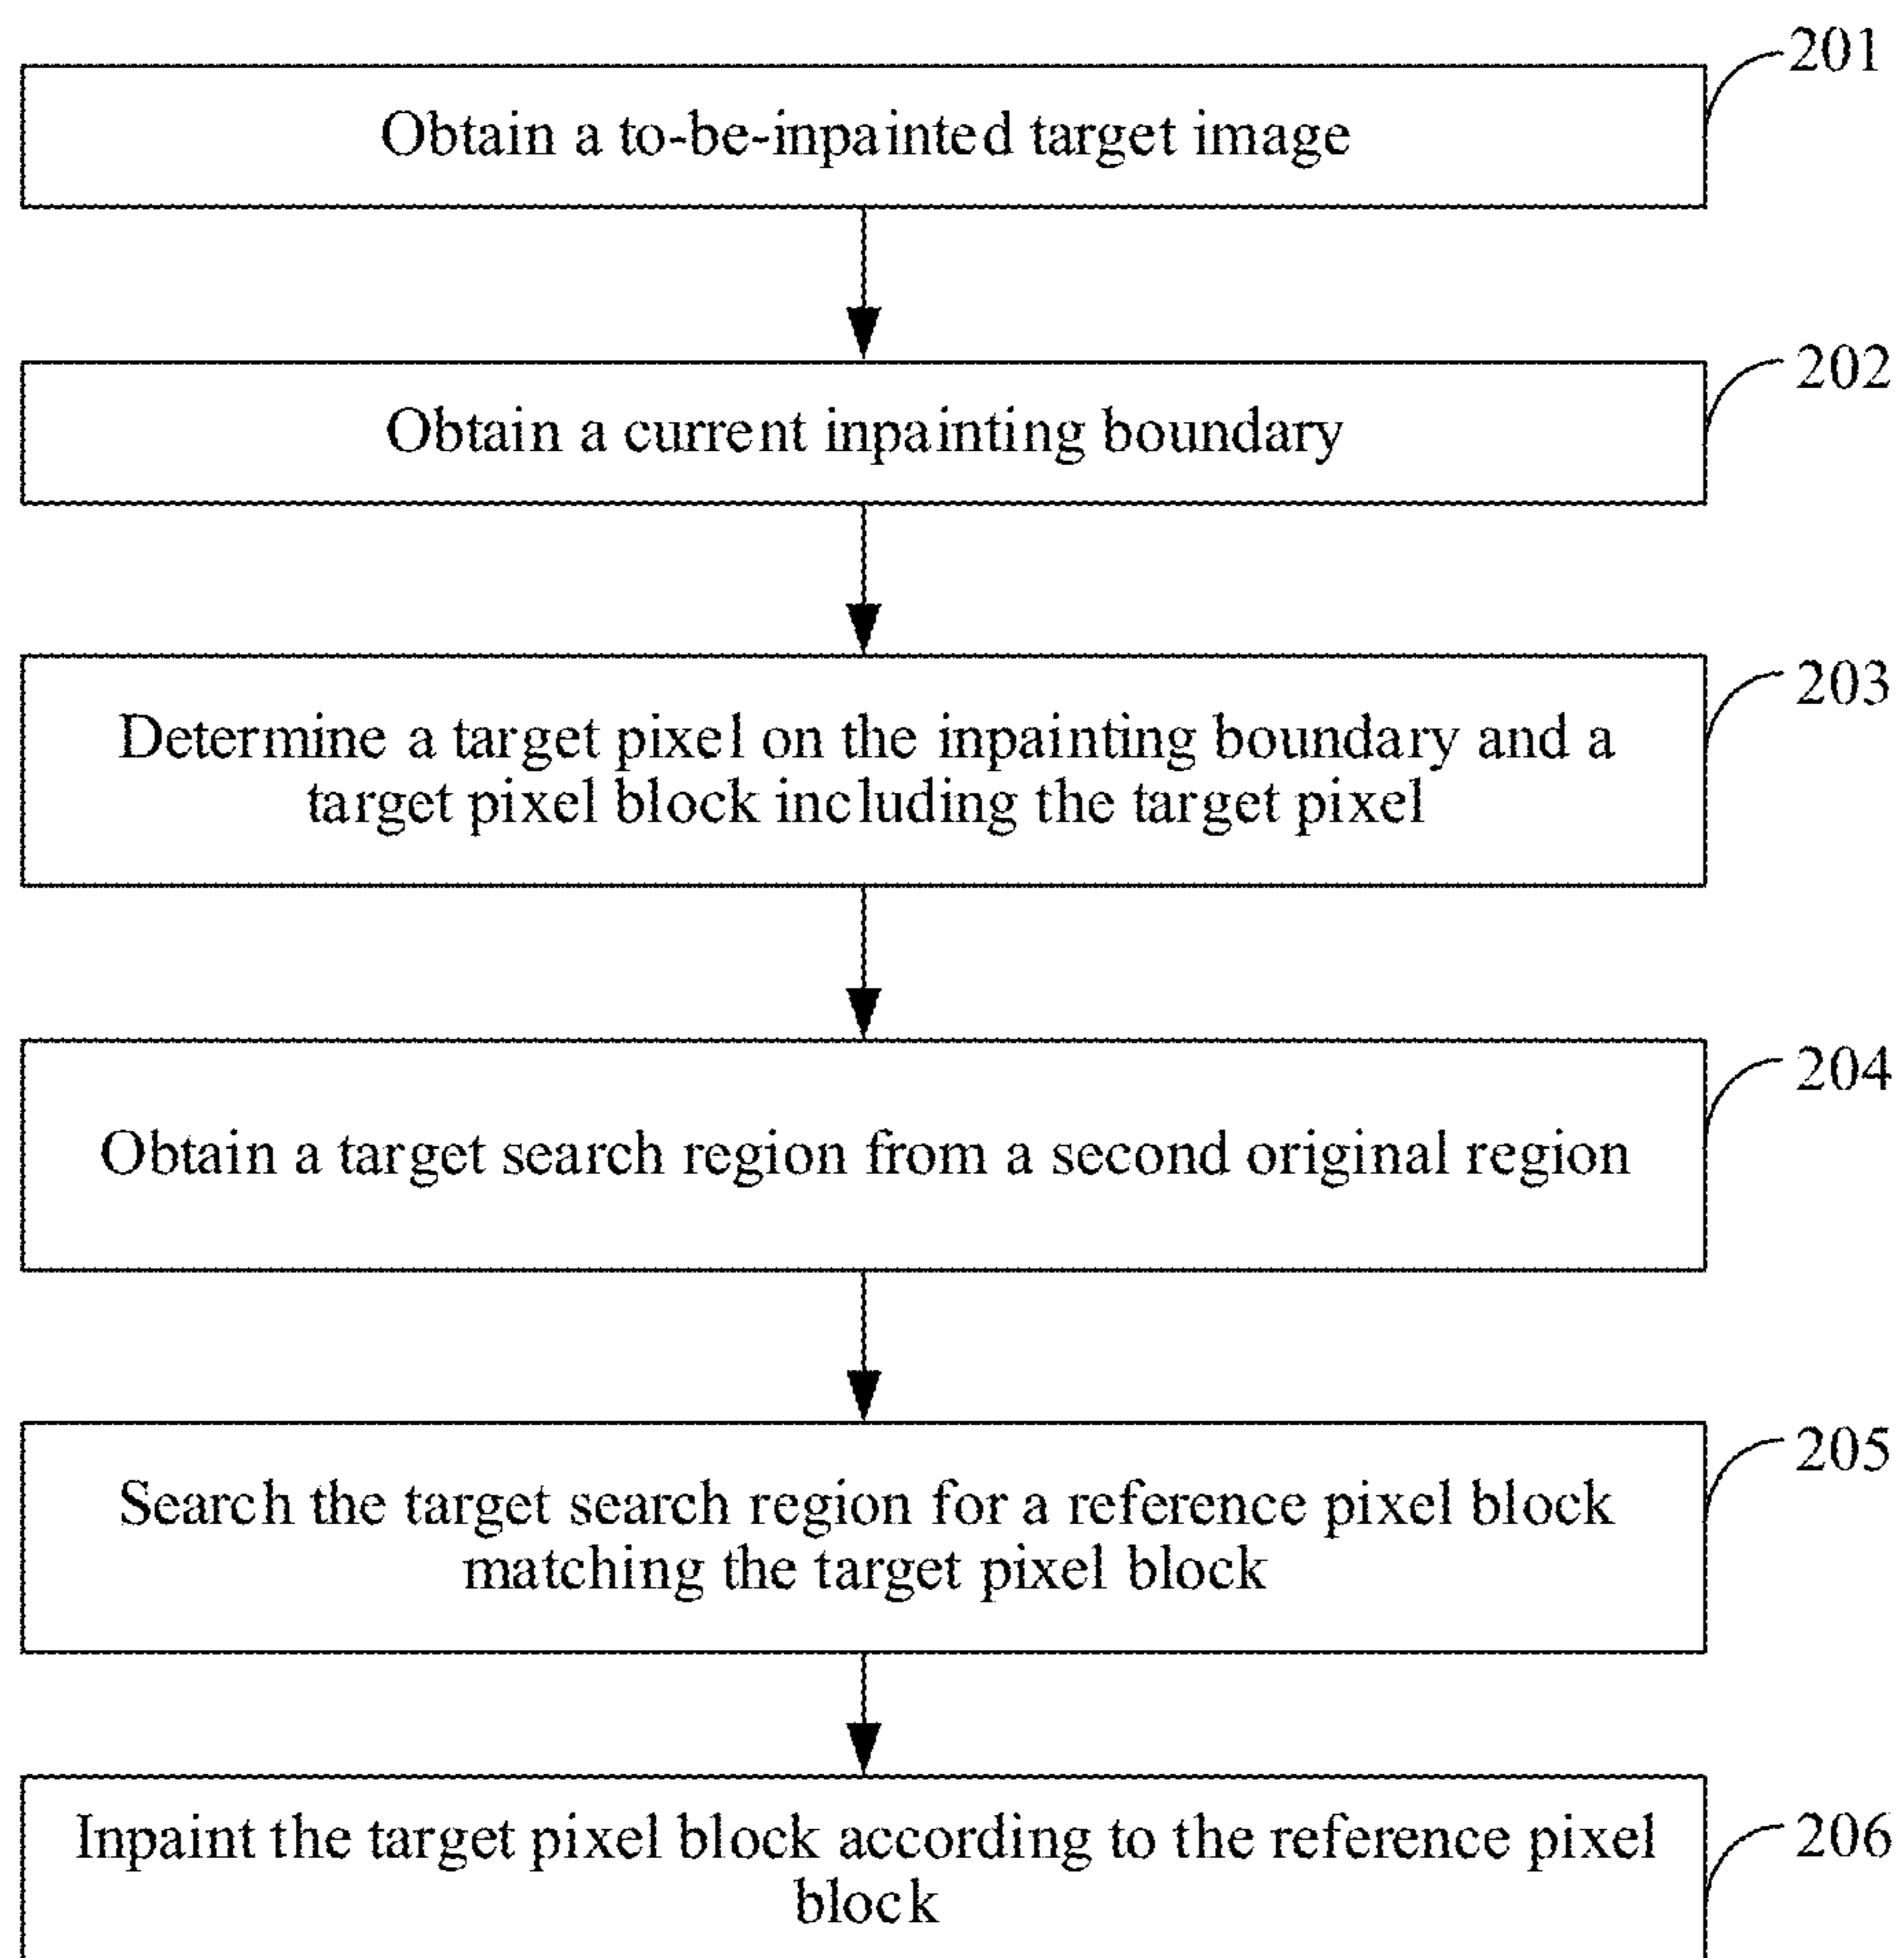 201
Obtain a to-be-inpainted target image
202
Obtain a current inpainting boundary
203
Determine a target pixel on the inpainting boundary and a
target pixel block including the target pixel
204
Obtain a target search region from a second original region
205
Search the target search region for a reference pixel block
matching the target pixel block
206
Inpaint the target pixel block according to the reference pixel
block